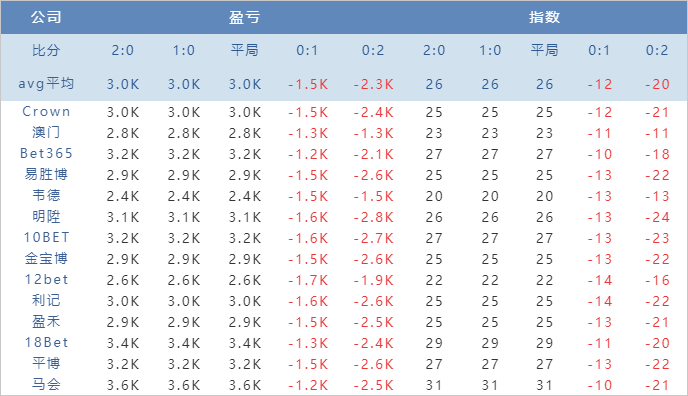 公司 盈亏 指数
比分 2:0 1:0 平局 0:1 0:2 2:0 1:0 平局 0:1 0:2
avg平均 3.0K 3.0K 3.0K -1.5K -2.3K 26 26 26 -12 -20
Crown 3.0K 3.0K 3.0K -1.5K -2.4K 25 25 25 -12 -21
澳门 2.8K 2.8K 2.8K -1.3K -1.3K 23 23 23 -11 -11
Bet365 3.2K 3.2K 3.2K -1.2K -2.1K 27 27 27 -10 -18
易胜博 2.9K 2.9K 2.9K -1.5K -2.6K 25 25 25 -13 -22
韦德 2.4K 2.4K 2.4K -1.5K -1.5K 20 20 20 -13 -13
明陞 3.1K 3.1K 3.1K -1.6K -2.8K 26 26 26 -13 -24
10BET 3.2K 3.2K 3.2K -1.6K -2.7K 27 27 27 -13 -23
金宝博 2.9K 2.9K 2.9K -1.5K -2.6K 25 25 25 -13 -22
12bet 2.6K 2.6K 2.6K -1.7K -1.9K 22 22 22 -14 -16
利记 3.0K 3.0K 3.0K -1.6K -2.6K 25 25 25 -14 -22
盈禾 2.9K 2.9K 2.9K -1.5K -2.5K 25 25 25 -13 -21
18Bet 3.4K 3.4K 3.4K -1.3K -2.4K 29 29 29 -11 -20
平博 3.2K 3.2K 3.2K -1.5K -2.6K 27 27 27 -13 -22
马会 3.6K 3.6K 3.6K -1.2K -2.5K 31 31 31 -10 -21